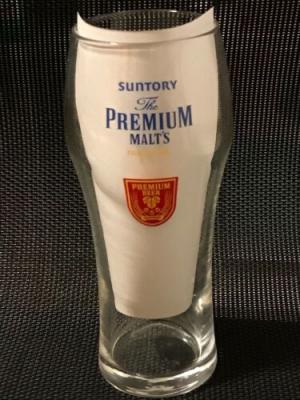 SUNTORY
The
PREMIUM
MALT'S
PREMIUM
BEER